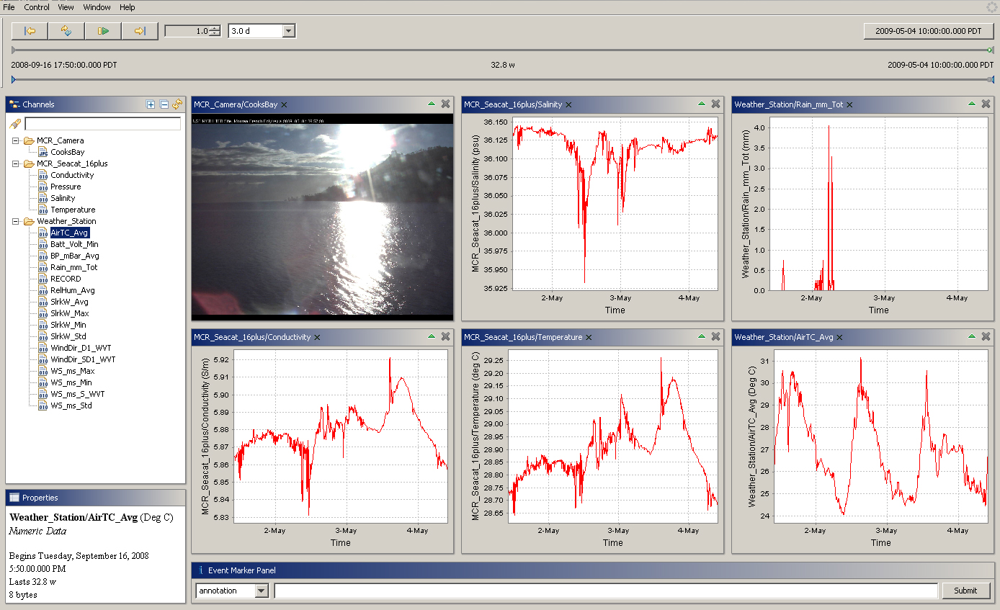 File Control View Window Help
1.0 3.0 d 2009-05-04 10:00:00.000 PDT
2008-09-16 17:50:00.000 PDT 32.8 w 2009-05-04 10:00:00.000 PDT
Channels
MCR_Camera
CooksBay
MCR_Seacat_16plus
Conductivity
Pressure
Salinity
Temperature
Weather_Station
AirTC_Avg
Batt_Volt_Min
BP_mBar_Avg
Rain_mm_Tot
RECORD
RelHum_Avg
SlrkW_Avg
SlrkW_Max
SlrkW_Min
SlrkW_Std
WindDir_D1_WVT
WindDir_SD1_WVT
WS_ms_Max
WS_ms_Min
WS_ms_S_WVT
WS_ms_Std
Properties
Weather_Station/AirTC_Avg (Deg C)
Numeric Data
Begins Tuesday, September 16, 2008
5:50.00.000 PM
Lasts 32.8 w
8 bytes
MCR_Camera/CooksBay
MCR_Seacat_16plus/Salinity
MCR_Seacat_16plus/Salinity (psu)
36.150
36.125
36.100
36.075
36.050
36.025
36.000
35.975
35.950
35.925
2-May 3-May 4-May
Time
Weather_Station/Rain_mm_Tot
Weather_Station/Rain_mm_Tot (mm)
4.0
3.5
3.0
2.5
2.0
1.5
1.0
0.5
0.0
2-May 3-May 4-May
Time
MCR_Seacat_16plus/Conductivity
MCR_Seacat_16plus/Conductivity (S/m)
5.92
5.91
5.90
5.89
5.88
5.87
5.86
5.85
5.84
5.83
2-May 3-May 4-May
Time
MCR_Seacat_16plus/Temperature
MCR_Seacat_16plus/Temperature (deg C)
29.25
29.20
29.15
29.10
29.05
29.00
28.95
28.90
28.85
28.80
28.75
28.70
28.65
2-May 3-May 4-May
Time
Weather_Station/AirTC_Avg
Weather_Station/AirTC_Avg (Deg C)
31
30
29
28
27
26
25
24
2-May 3-May 4-May
Time
Event Marker Panel
annotation Submit